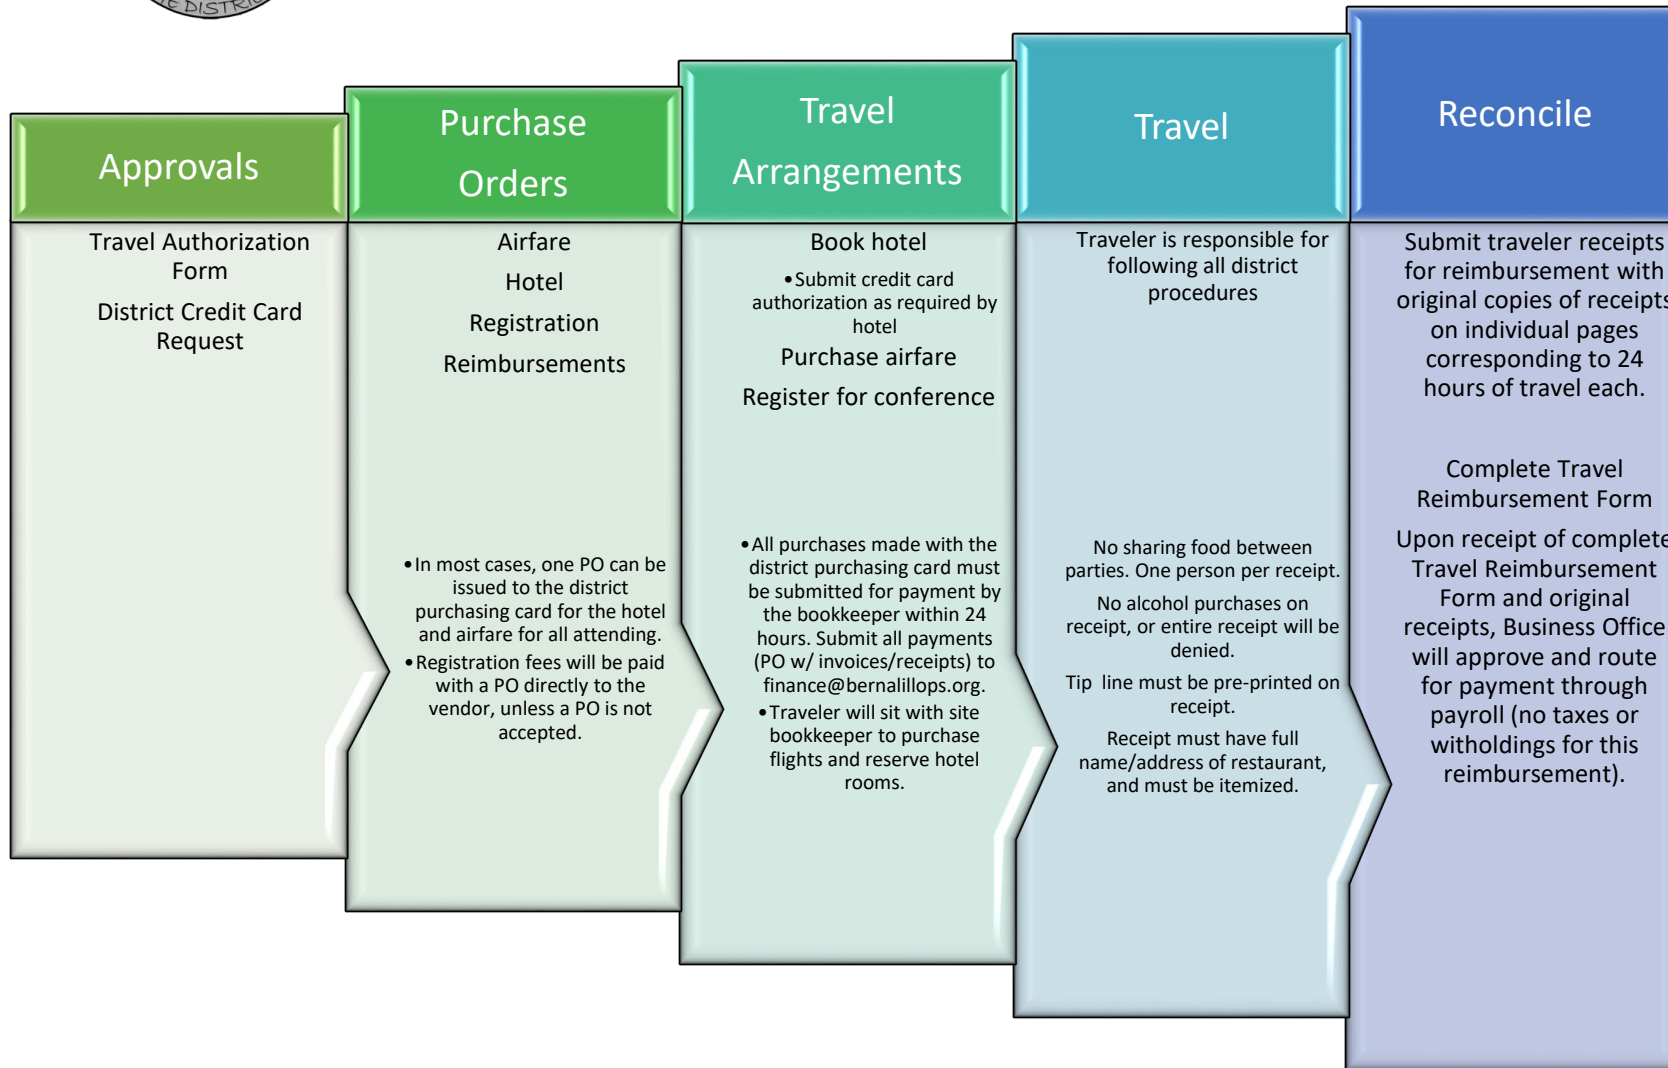 TE DISTRIC
Approvals
Travel Authorization
Form
District Credit Card
Request
Purchase
Orders
Airfare
Hotel
Registration
Reimbursements
•In most cases, one PO can be
issued to the district
purchasing card for the hotel
and airfare for all attending.
•Registration fees will be paid
with a PO directly to the
vendor, unless a PO is not
accepted.
Travel
Arrangements
Book hotel
•Submit credit card
authorization as required by
hotel
Purchase airfare
Register for conference
•All purchases made with the
district purchasing card must
be submitted for payment by
the bookkeeper within 24
hours. Submit all payments
(PO w/ invoices/receipts) to
finance@bernalillops.org.
•Traveler will sit with site
bookkeeper to purchase
flights and reserve hotel
rooms.
Travel
Traveler is responsible for
following all district
procedures
No sharing food between
parties. One person per receipt.
No alcohol purchases on
receipt, or entire receipt will be
denied.
Tip line must be pre-printed on
receipt.
Receipt must have full
name/address of restaurant,
and must be itemized.
Reconcile
Submit traveler receipts
for reimbursement with
original copies of receipts
on individual pages
corresponding to 24
hours of travel each.
Complete Travel
Reimbursement Form
Upon receipt of complete
Travel Reimbursement
Form and original
receipts, Business Office
will approve and route
for payment through
payroll (no taxes or
witholdings for this
reimbursement).